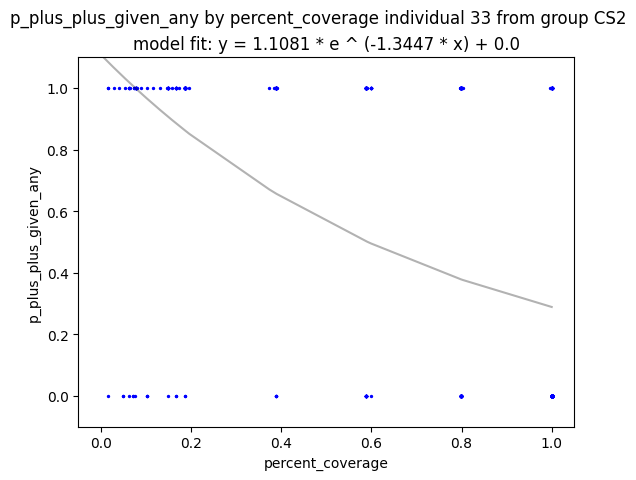 p_plus_plus_given_any by percent_coverage individual 33 from group CS2
model fit: y = 1.1081 * e ^ (-1.3447 * x) + 0.0
1.0
0.8
0.6
0.4
0.2
0.0
p_plus_plus_given_any
0.0 0.2 0.4 0.6 0.8 1.0
percent_coverage